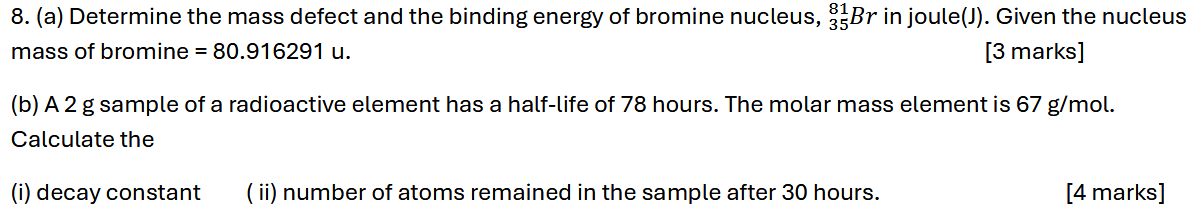 8. (a) Determine the mass defect and the binding energy of bromine nucleus, ⁸¹₃₅Br in joule(J). Given the nucleus
mass of bromine = 80.916291 u. [3 marks]
(b) A 2 g sample of a radioactive element has a half-life of 78 hours. The molar mass element is 67 g/mol.
Calculate the
(i) decay constant ( ii) number of atoms remained in the sample after 30 hours. [4 marks]